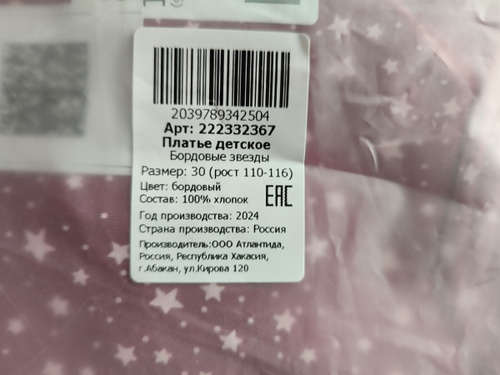 2039789342504
Арт: 222332367
Платье детское
Бордовые звезды
Размер: 30 (рост 110-116)
Цвет: бордовый
Состав: 100% хлопок
EAC
Год производства: 2024
Страна производства: Россия
Производитель:ООО Атлантида,
Россия, Республика Хакасия,
г.Абакан, ул.Кирова 120